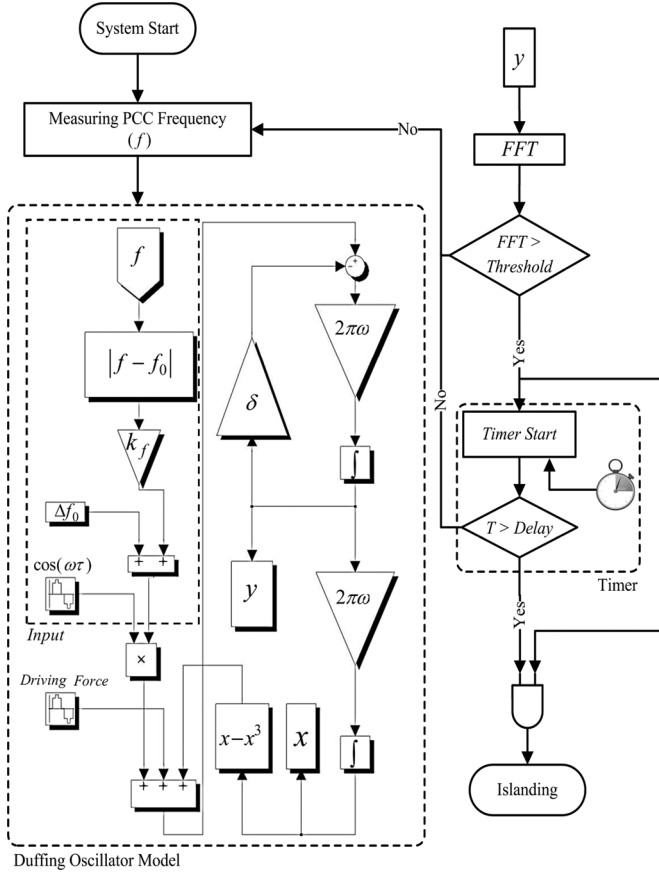 System Start
Measuring PCC Frequency
(f)
No
y
FFT
FFT >
Threshold
Yes
No
Timer Start
T > Delay
Timer
Yes
Islanding
f
|f − f₀|
k_f
Δf₀
+ +
cos(ωτ)
Input
×
Driving Force
+ + +
- +
2πω
δ
∫
y
2πω
x−x³
x
∫
Duffing Oscillator Model